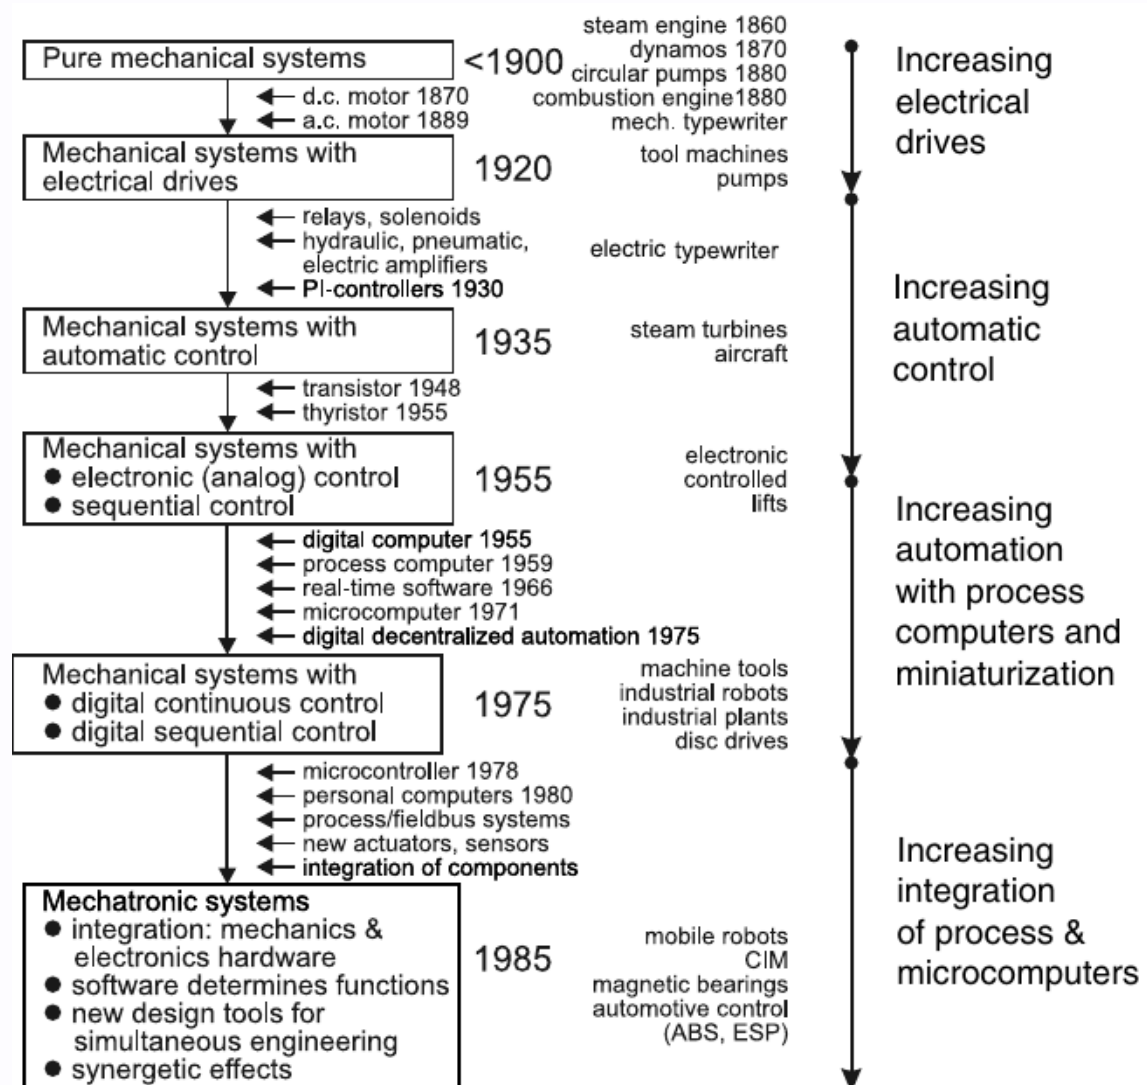 Pure mechanical systems
<1900
steam engine 1860
dynamos 1870
circular pumps 1880
combustion engine1880
mech. typewriter
d.c. motor 1870
a.c. motor 1889
Increasing
electrical
drives
Mechanical systems with
electrical drives
1920
tool machines
pumps
relays, solenoids
hydraulic, pneumatic,
electric amplifiers
PI-controllers 1930
electric typewriter
Increasing
automatic
control
Mechanical systems with
automatic control
1935
steam turbines
aircraft
transistor 1948
thyristor 1955
Mechanical systems with
● electronic (analog) control
● sequential control
1955
electronic
controlled
lifts
digital computer 1955
process computer 1959
real-time software 1966
microcomputer 1971
digital decentralized automation 1975
Increasing
automation
with process
computers and
miniaturization
Mechanical systems with
● digital continuous control
● digital sequential control
1975
machine tools
industrial robots
industrial plants
disc drives
microcontroller 1978
personal computers 1980
process/fieldbus systems
new actuators, sensors
integration of components
Increasing
integration
of process &
microcomputers
Mechatronic systems
● integration: mechanics &
electronics hardware
● software determines functions
● new design tools for
simultaneous engineering
● synergetic effects
1985
mobile robots
CIM
magnetic bearings
automotive control
(ABS, ESP)